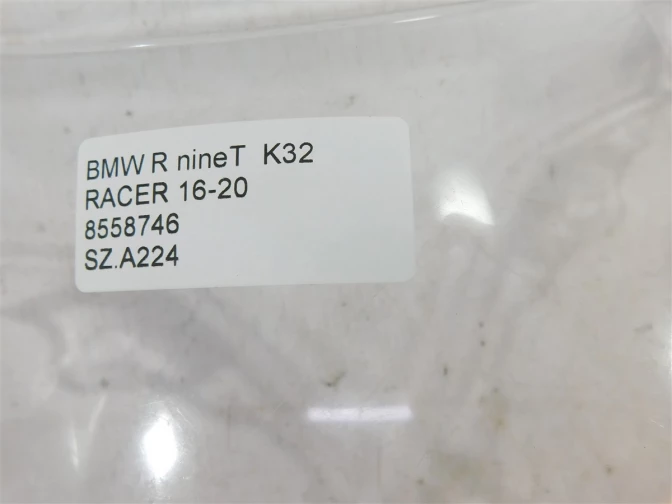 BMW R nineT K32
RACER 16-20
8558746
SZ.A224